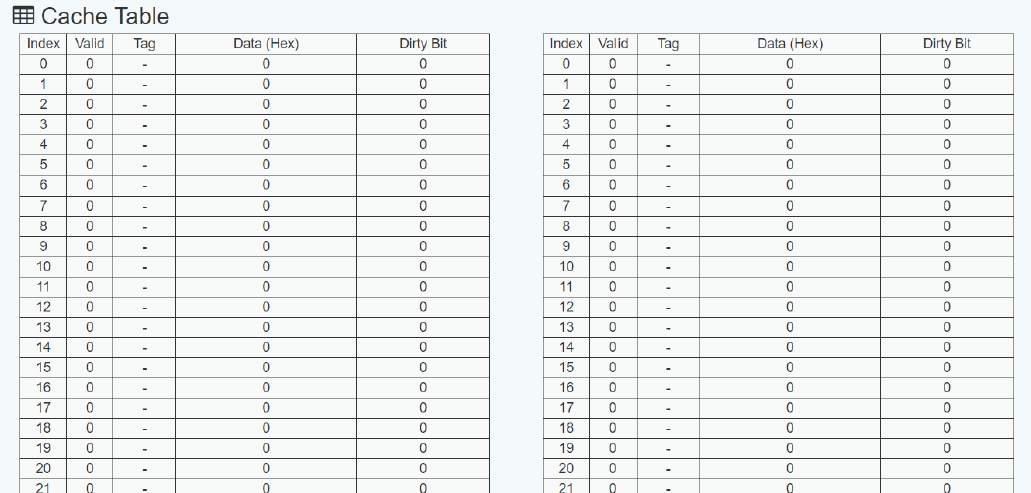 Cache Table
Index Valid Tag Data (Hex) Dirty Bit Index Valid Tag Data (Hex) Dirty Bit
0 0 - 0 0 0 0 - 0 0
1 0 - 0 0 1 0 - 0 0
2 0 - 0 0 2 0 - 0 0
3 0 - 0 0 3 0 - 0 0
4 0 - 0 0 4 0 - 0 0
5 0 - 0 0 5 0 - 0 0
6 0 - 0 0 6 0 - 0 0
7 0 - 0 0 7 0 - 0 0
8 0 - 0 0 8 0 - 0 0
9 0 - 0 0 9 0 - 0 0
10 0 - 0 0 10 0 - 0 0
11 0 - 0 0 11 0 - 0 0
12 0 - 0 0 12 0 - 0 0
13 0 - 0 0 13 0 - 0 0
14 0 - 0 0 14 0 - 0 0
15 0 - 0 0 15 0 - 0 0
16 0 - 0 0 16 0 - 0 0
17 0 - 0 0 17 0 - 0 0
18 0 - 0 0 18 0 - 0 0
19 0 - 0 0 19 0 - 0 0
20 0 - 0 0 20 0 - 0 0
21 0 - 0 0 21 0 - 0 0